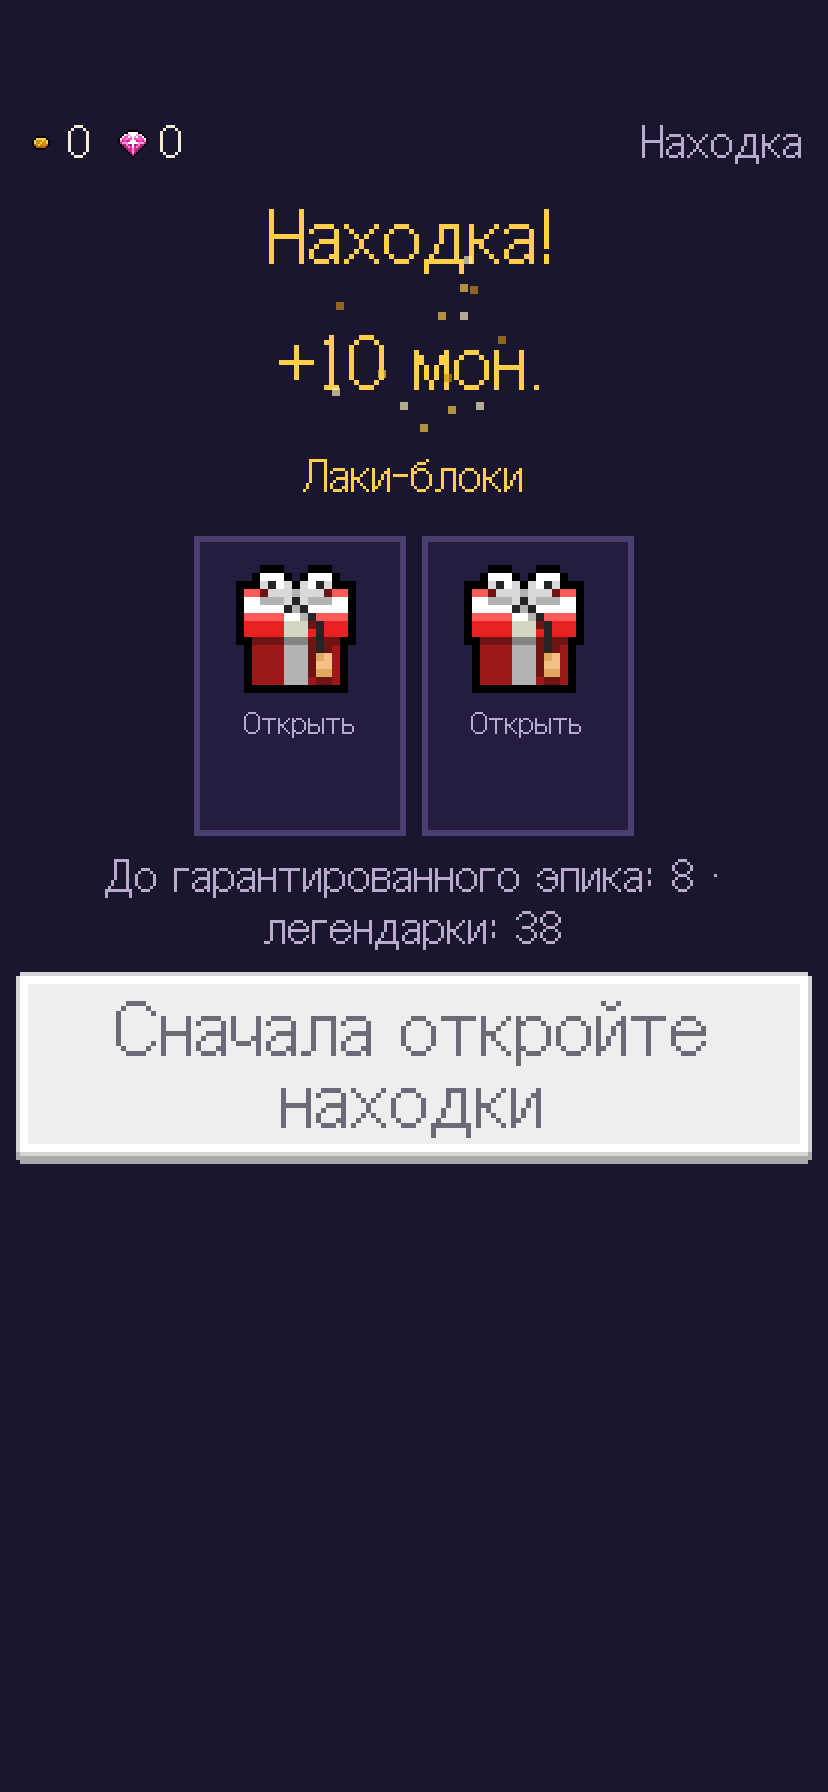 0 0 Находка
Находка!
+10 мон.
Лаки-блоки
Открыть Открыть
До гарантированного эпика: 8 ·
легендарки: 38
Сначала откройте
находки